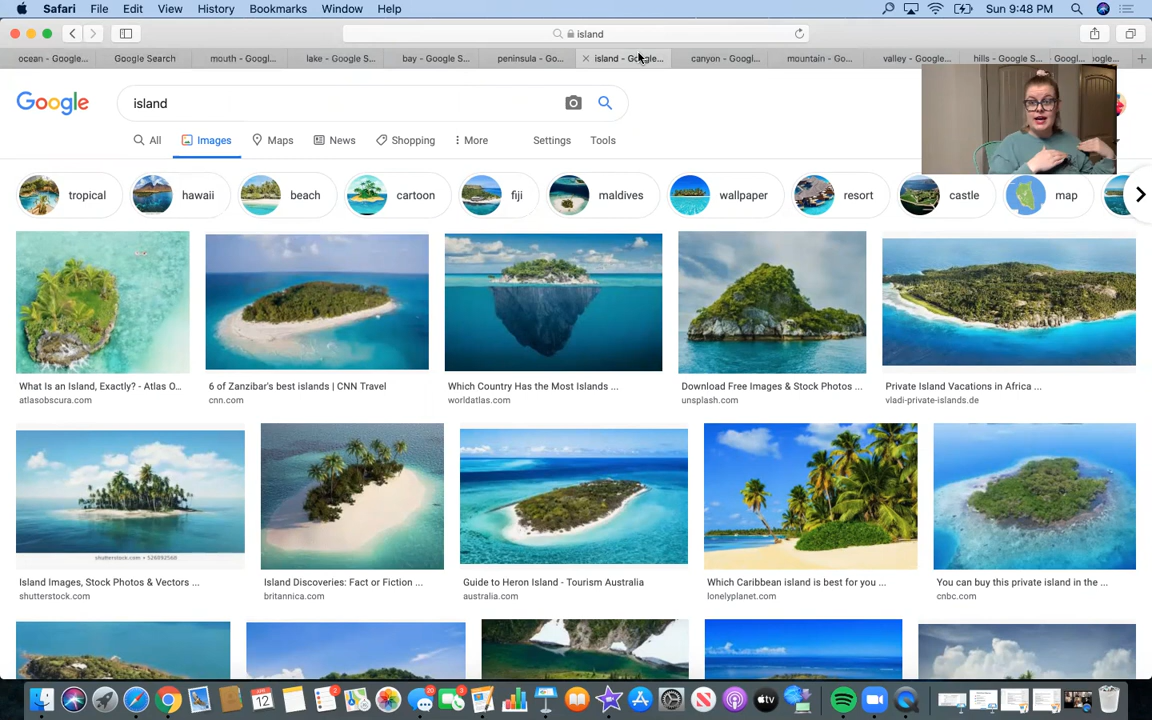 Safari File Edit View History Bookmarks Window Help Sun 9:48 PM
island
ocean - Google... Google Search mouth - Googl... lake - Google S... bay - Google S... peninsula - Go... island - Google... canyon - Googl... mountain - Go... valley - Google... hills - Google S...
Google island
All Images Maps News Shopping More Settings Tools
tropical hawaii beach cartoon fiji maldives wallpaper resort castle map
What Is an Island, Exactly? - Atlas O... 6 of Zanzibar's best islands | CNN Travel Which Country Has the Most Islands ... Download Free Images & Stock Photos ... Private Island Vacations in Africa ...
atlasobscura.com cnn.com worldatlas.com unsplash.com vladi-private-islands.de
shutterstock.com • 526892566
Island Images, Stock Photos & Vectors ... Island Discoveries: Fact or Fiction ... Guide to Heron Island - Tourism Australia Which Caribbean island is best for you ... You can buy this private island in the ...
shutterstock.com britannica.com australia.com lonelyplanet.com cnbc.com